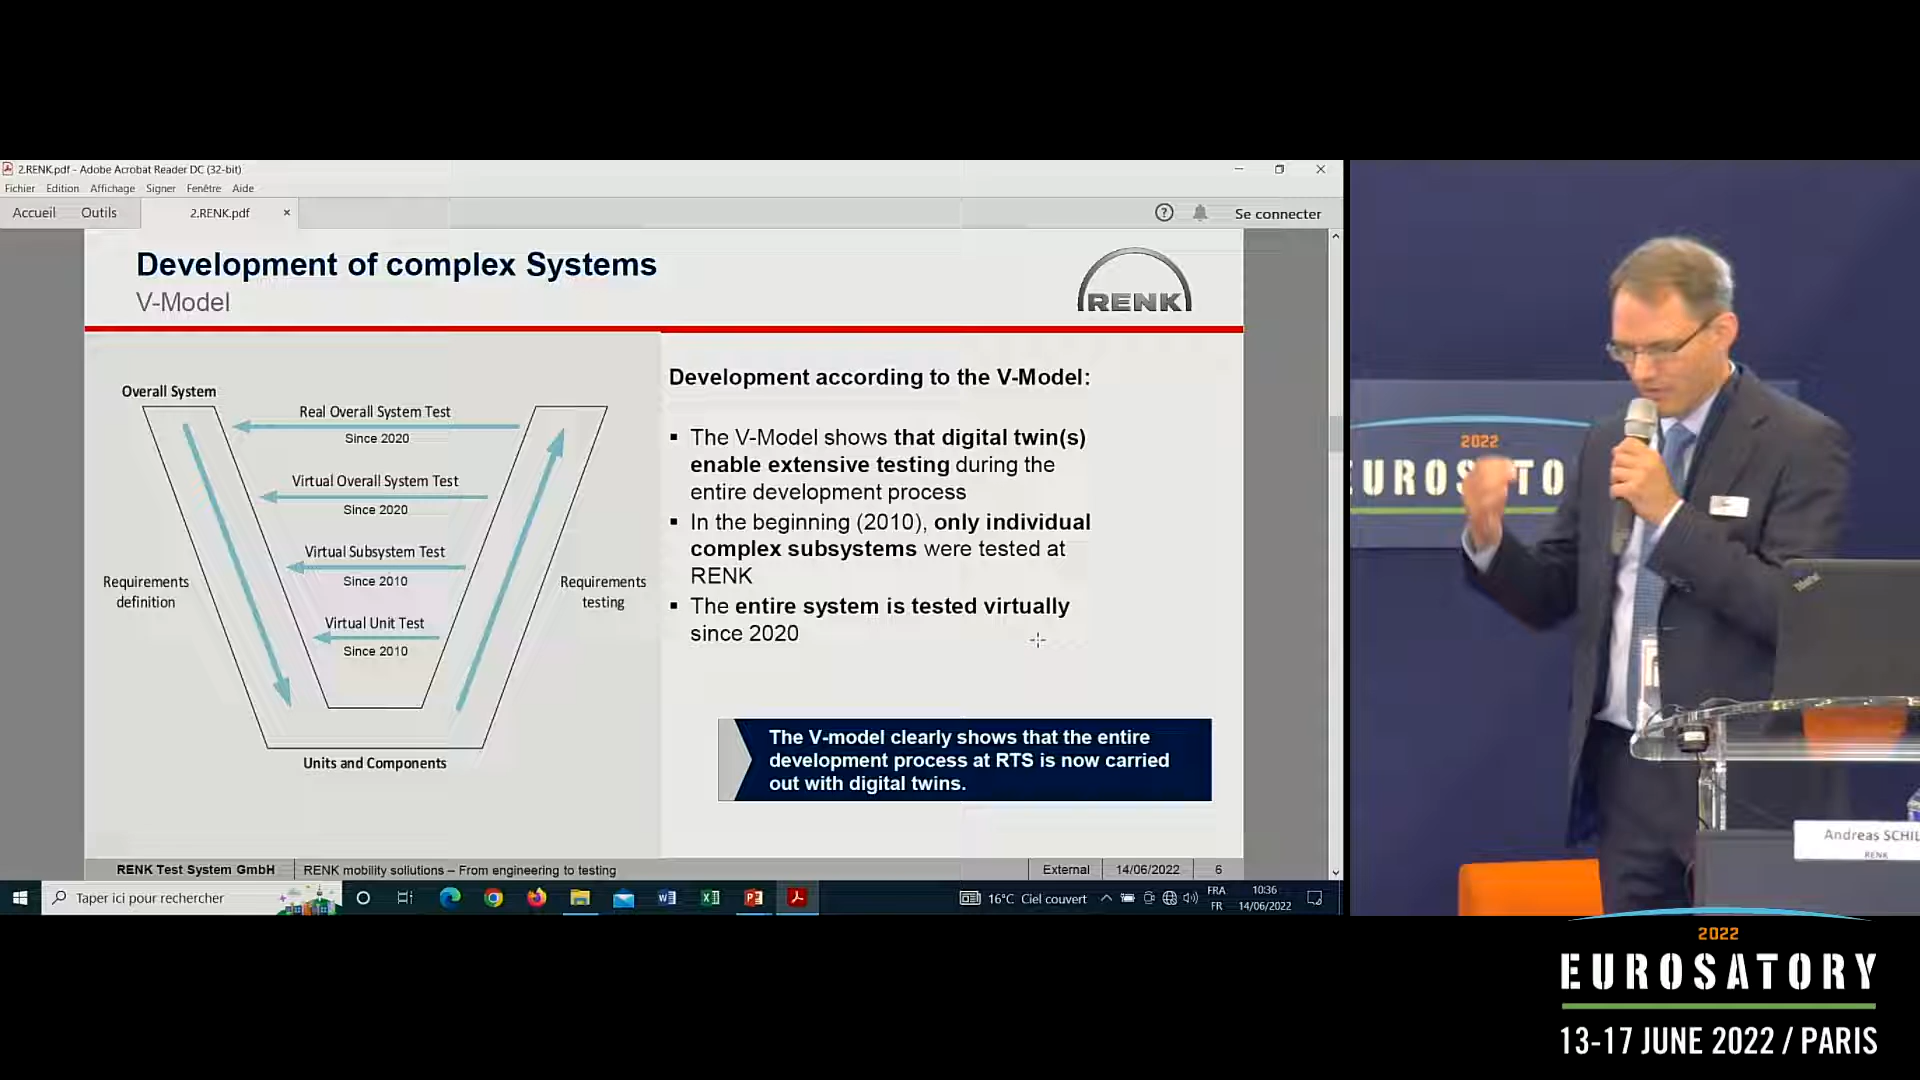 2.RENK.pdf - Adobe Acrobat Reader DC (32-bit)
Fichier Edition Affichage Signer Fenêtre Aide
Accueil Outils 2.RENK.pdf Se connecter
Development of complex Systems
V-Model
RENK
Overall System
Real Overall System Test
Since 2020
Virtual Overall System Test
Since 2020
Virtual Subsystem Test
Since 2010
Requirements
definition
Requirements
testing
Virtual Unit Test
Since 2010
Units and Components
Development according to the V-Model:
▪ The V-Model shows that digital twin(s)
enable extensive testing during the
entire development process
▪ In the beginning (2010), only individual
complex subsystems were tested at
RENK
▪ The entire system is tested virtually
since 2020
The V-model clearly shows that the entire
development process at RTS is now carried
out with digital twins.
RENK Test System GmbH RENK mobility sollutions – From engineering to testing External 14/06/2022 6
Taper ici pour rechercher 16°C Ciel couvert FRA 10:36
FR 14/06/2022
2022
EUROSATO
Andreas SCHIL
RENK
2022
EUROSATORY
13-17 JUNE 2022 / PARIS